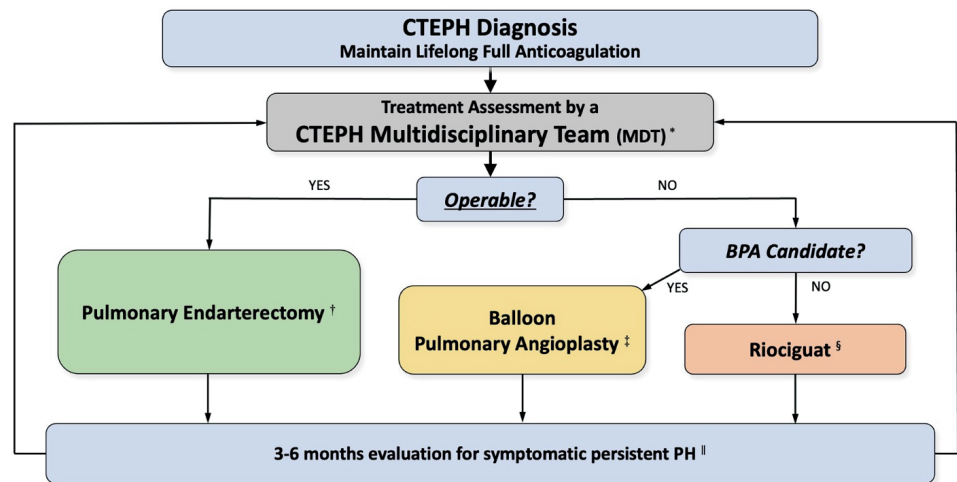 CTEPH Diagnosis
Maintain Lifelong Full Anticoagulation
Treatment Assessment by a
CTEPH Multidisciplinary Team (MDT) *
YES
Operable?
NO
BPA Candidate?
Pulmonary Endarterectomy †
YES
NO
Balloon
Pulmonary Angioplasty ‡
Riociguat §
3-6 months evaluation for symptomatic persistent PH ||